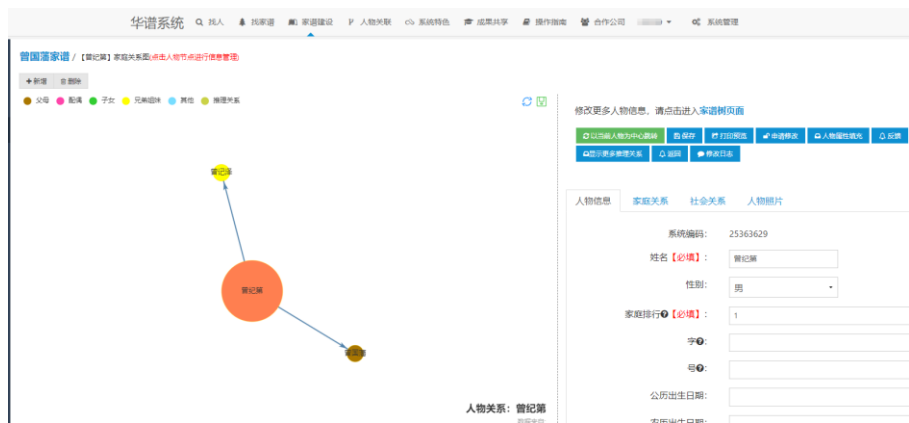 华谱系统 找人 找家谱 家谱建设 人物关联 系统特色 成果共享 操作指南 合作公司 系统管理
曾国藩家谱 / 【曾纪第】家庭关系图(点击人物节点进行信息管理)
+新增 删除
父母 配偶 子女 兄弟姐妹 其他 推理关系
曾纪泽
曾纪第
人物关系：曾纪第
修改更多人物信息，请点击进入家谱树页面
以当前人物为中心跳转 保存 打印预览 申请修改 人物属性填充 反馈
显示更多推理关系 返回 修改日志
人物信息 家庭关系 社会关系 人物照片
系统编码： 25363629
姓名【必填】： 曾纪第
性别： 男
家庭排行【必填】： 1
字：
号：
公历出生日期：
农历出生日期：